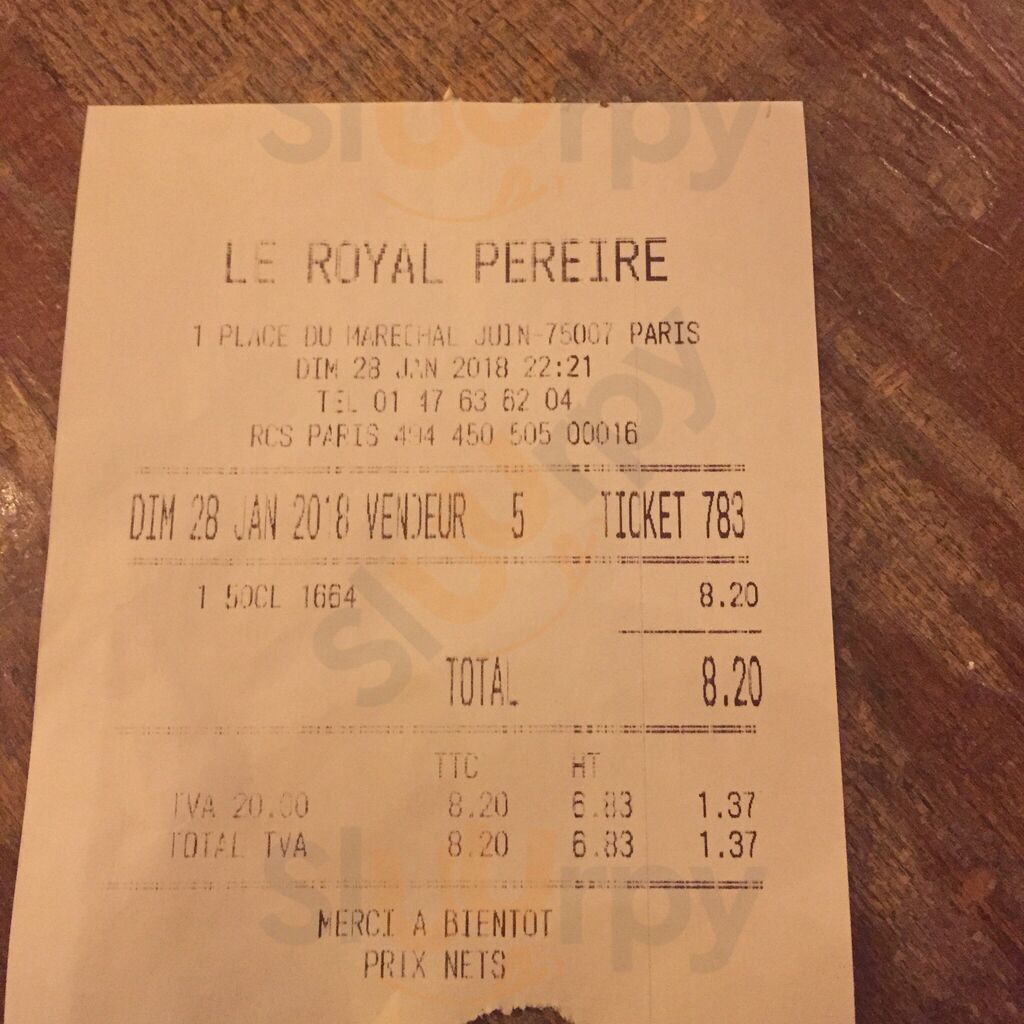 LE ROYAL PEREIRE
1 PLACE DU MARECHAL JUIN-75007 PARIS
DIM 28 JAN 2018 22:21
TEL 01 47 63 62 04
RCS PARIS 494 450 505 00016
DIM 28 JAN 2018 VENDEUR 5 TICKET 783
1 50CL 1664 8.20
TOTAL 8.20
TTC HT
TVA 20.00 8.20 6.83 1.37
TOTAL TVA 8.20 6.83 1.37
MERCI A BIENTOT
PRIX NETS
Sluurpy
Sluurpy
Sluurpy